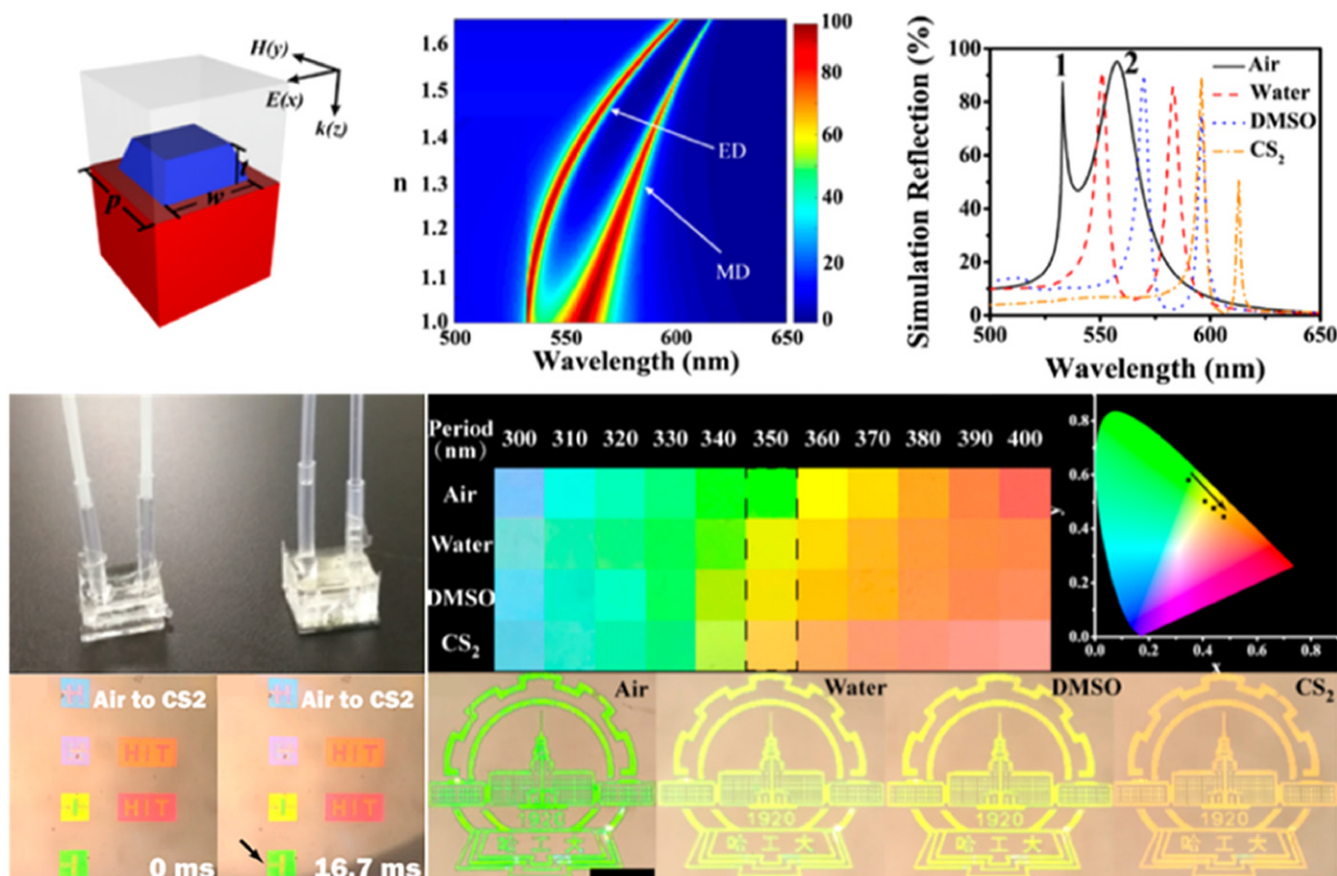 H(y)
E(x)
k(z)
t
w
p
n
1.6
1.5
1.4
1.3
1.2
1.1
1.0
500
550
600
650
Wavelength (nm)
ED
MD
100
80
60
40
20
0
Simulation Reflection (%)
100
80
60
40
20
0
500
550
600
650
Wavelength (nm)
1
2
Air
Water
DMSO
CS₂
Period (nm)
300 310 320 330 340 350 360 370 380 390 400
Air
Water
DMSO
CS₂
y
0.8
0.6
0.4
0.2
0.0
0.0 0.2 0.4 0.6 0.8
x
H Air to CS2
HIT
I
HIT
I
0 ms
H Air to CS2
HIT
I
HIT
I
16.7 ms
Air
1920
哈工大
Water
1920
哈工大
DMSO
1920
哈工大
CS₂
1920
哈工大